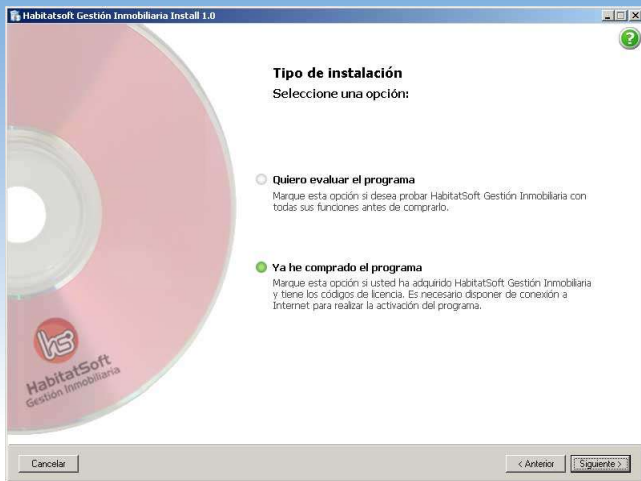 Habitatsoft Gestión Inmobiliaria Install 1.0
?
Tipo de instalación
Seleccione una opción:
Quiero evaluar el programa
Marque esta opción si desea probar HabitatSoft Gestión Inmobiliaria con
todas sus funciones antes de comprarlo.
Ya he comprado el programa
Marque esta opción si usted ha adquirido HabitatSoft Gestión Inmobiliaria
y tiene los códigos de licencia. Es necesario disponer de conexión a
Internet para realizar la activación del programa.
hs
HabitatSoft
Gestión Inmobiliaria
Cancelar
< Anterior
Siguiente >